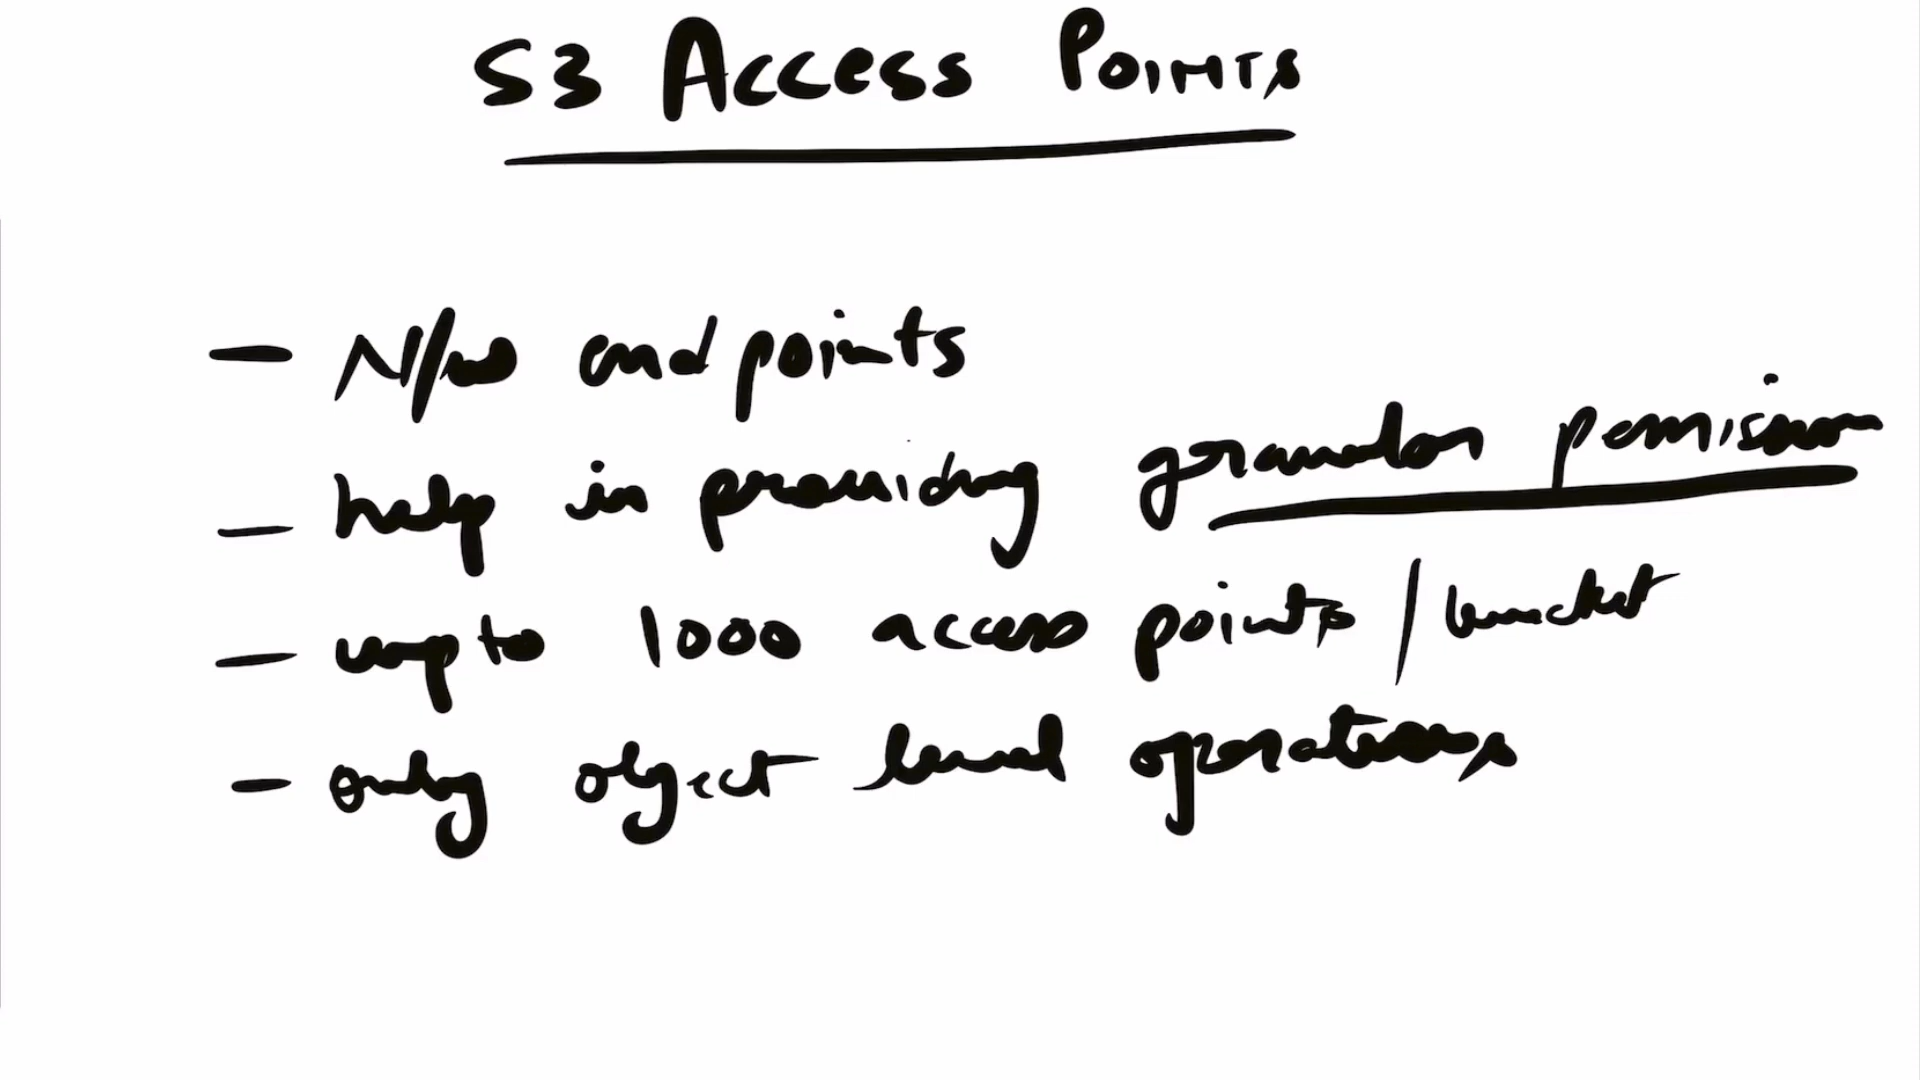 S3 Access Points
- N/w endpoints
- help in providing granular permission
- upto 1000 access points / bucket
- only object level operations